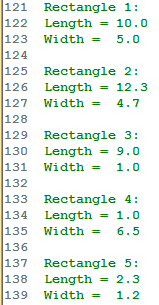 121 Rectangle 1:
122 Length = 10.0
123 Width =  5.0
124
125 Rectangle 2:
126 Length = 12.3
127 Width =  4.7
128
129 Rectangle 3:
130 Length = 9.0
131 Width =  1.0
132
133 Rectangle 4:
134 Length = 1.0
135 Width =  6.5
136
137 Rectangle 5:
138 Length = 2.3
139 Width =  1.2